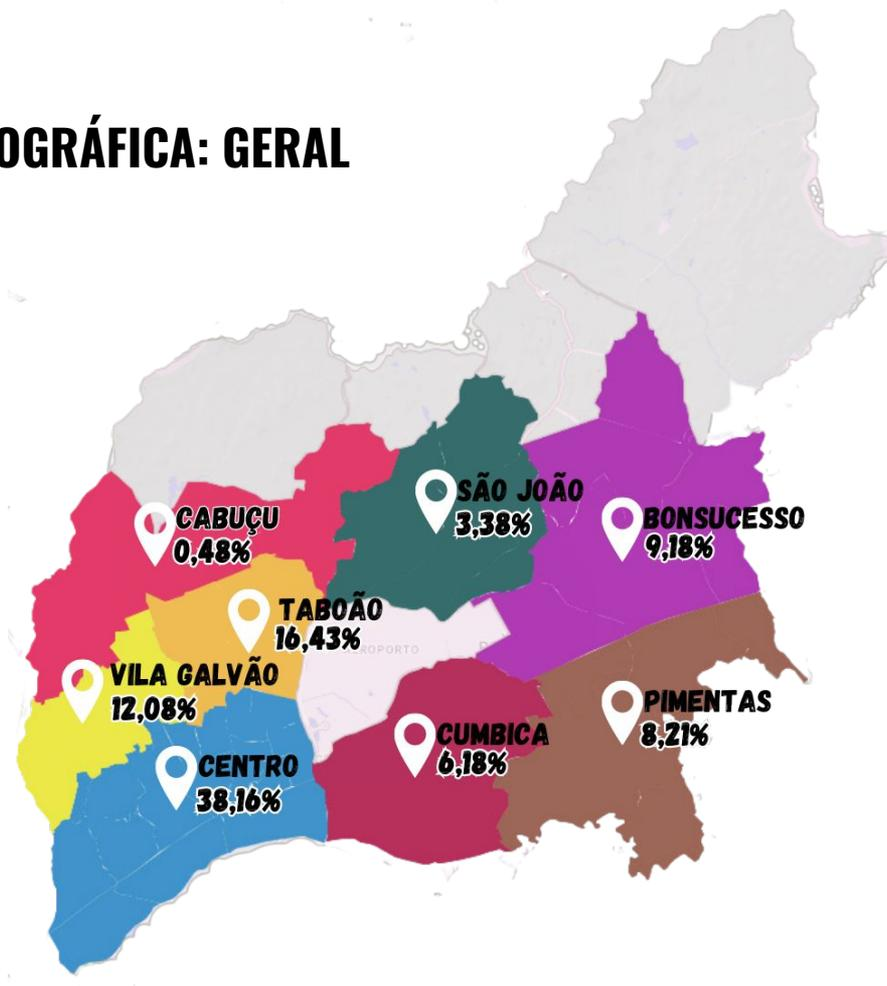 OGRÁFICA: GERAL
SÃO JOÃO
3,38%
CABUÇU
0,48%
BONSUCESSO
9,18%
TABOÃO
16,43%
VILA GALVÃO
12,08%
PIMENTAS
8,21%
CUMBICA
6,18%
CENTRO
38,16%